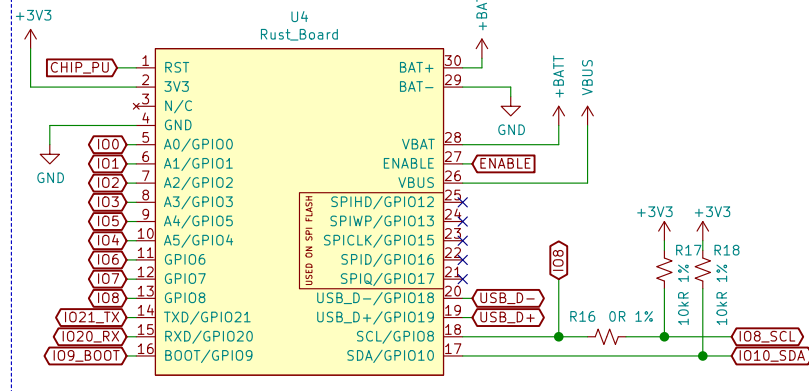 U4
Rust_Board
+3V3
CHIP_PU 1 RST
2 3V3
3 N/C
4 GND
GND
IO0 5 A0/GPIO0
IO1 6 A1/GPIO1
IO2 7 A2/GPIO2
IO3 8 A3/GPIO3
IO5 9 A4/GPIO5
IO4 10 A5/GPIO4
IO6 11 GPIO6
IO7 12 GPIO7
IO8 13 GPIO8
IO21_TX 14 TXD/GPIO21
IO20_RX 15 RXD/GPIO20
IO9_BOOT 16 BOOT/GPIO9
BAT+ 30
BAT- 29
GND
VBAT 28
+BATT
ENABLE 27 ENABLE
VBUS 26
VBUS
USED ON SPI FLASH
SPIHD/GPIO12 25
SPIWP/GPIO13 24
SPICLK/GPIO15 23
SPID/GPIO16 22
SPIQ/GPIO17 21
USB_D-/GPIO18 20 USB_D-
USB_D+/GPIO19 19 USB_D+
SCL/GPIO8 18
SDA/GPIO10 17
IO8
R16 0R 1%
+3V3
R17
10kR 1%
+3V3
R18
10kR 1%
IO8_SCL
IO10_SDA